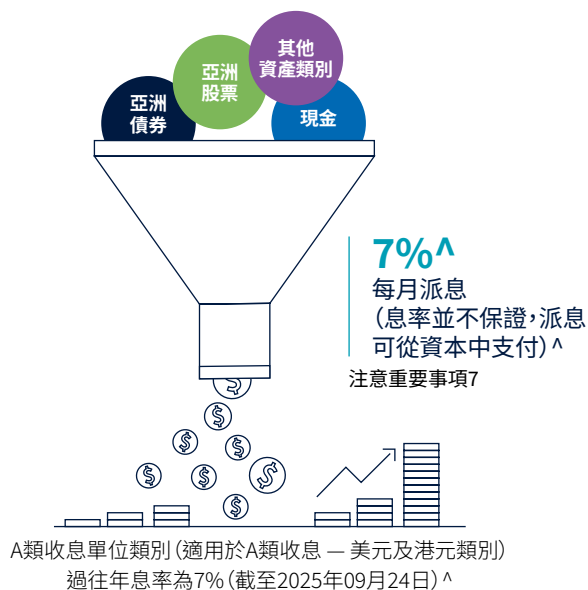 其他
資產類別
亞洲
股票
亞洲
債券
現金
7%^
每月派息
（息率並不保證，派息
可從資本中支付）^
注意重要事項7
$
$
$
$
$
$
$
$
A類收息單位類別（適用於A類收息 — 美元及港元類別）
過往年息率為7%（截至2025年09月24日）^